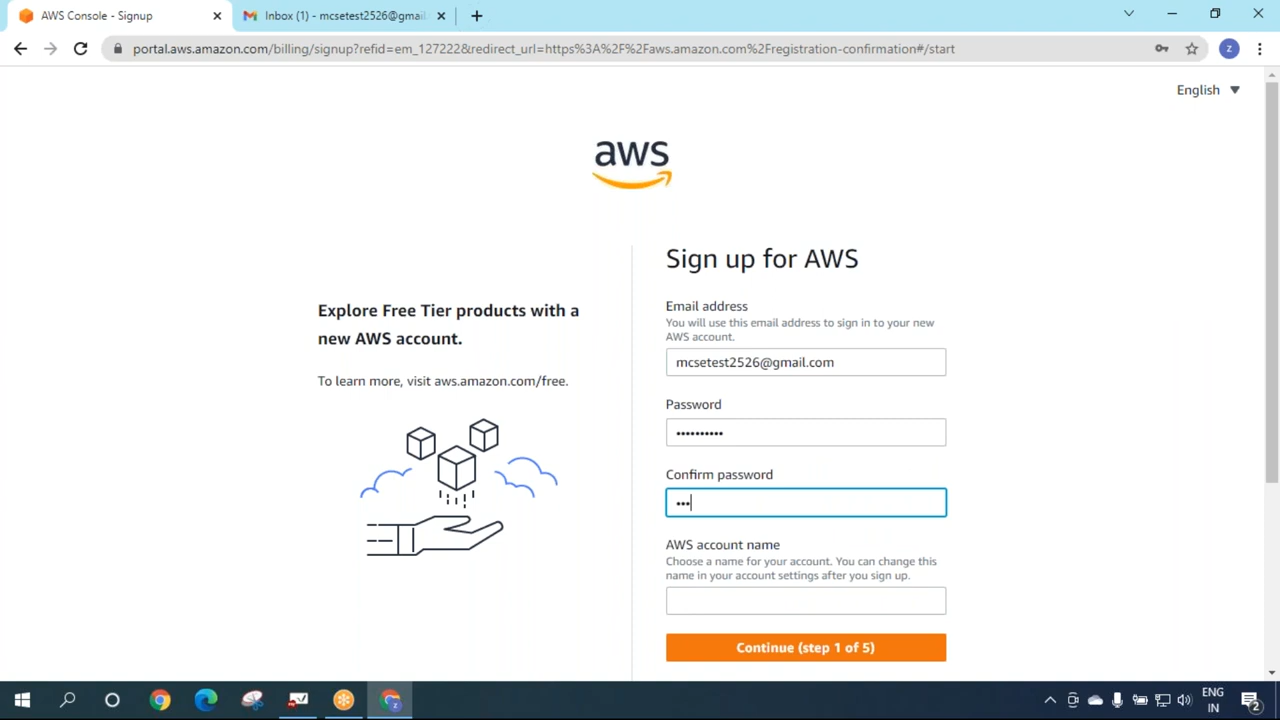 AWS Console - Signup
Inbox (1) - mcsetest2526@gmail.
portal.aws.amazon.com/billing/signup?refid=em_127222&redirect_url=https%3A%2F%2Faws.amazon.com%2Fregistration-confirmation#/start
z
English
aws
Sign up for AWS
Explore Free Tier products with a
new AWS account.
To learn more, visit aws.amazon.com/free.
Email address
You will use this email address to sign in to your new
AWS account.
mcsetest2526@gmail.com
Password
••••••••••
Confirm password
•••
AWS account name
Choose a name for your account. You can change this
name in your account settings after you sign up.
Continue (step 1 of 5)
z
ENG
IN
2